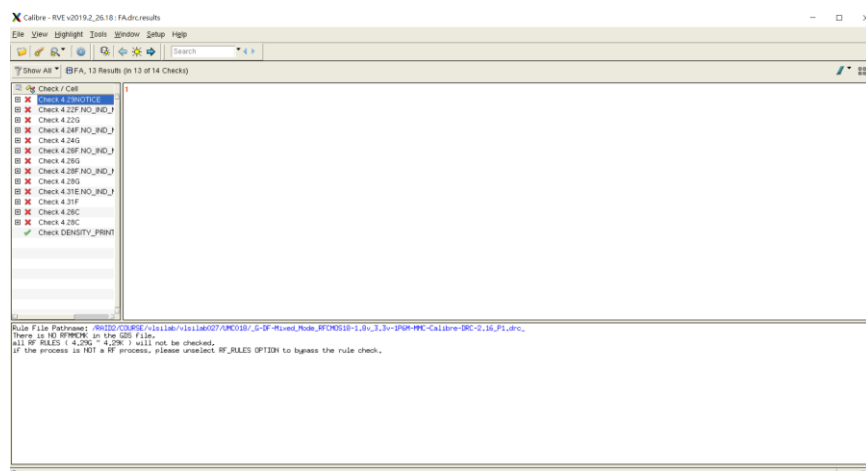 Calibre - RVE v2019.2_26.18 : FA.drc.results
File View Highlight Tools Window Setup Help
Search
Show All FA, 13 Results (in 13 of 14 Checks)
Check / Cell
1
Check 4.29NOTICE
Check 4.22F.NO_IND_M
Check 4.22G
Check 4.24F.NO_IND_M
Check 4.24G
Check 4.26F.NO_IND_M
Check 4.26G
Check 4.28F.NO_IND_M
Check 4.28G
Check 4.31E.NO_IND_M
Check 4.31F
Check 4.26C
Check 4.28C
Check DENSITY_PRINT
Rule File Pathname: /RAID2/COURSE/vlsilab/vlsilab027/UMC018/_G-DF-Mixed_Mode_RFCMOS18-1.8v_3.3v-1P6M-MMC-Calibre-DRC-2.16_P1.drc_
There is NO RFMMCMK in the GDS file.
all RF RULES ( 4.29G ~ 4.29K ) will not be checked.
if the process is NOT a RF process, please unselect RF_RULES OPTION to bypass the rule check.